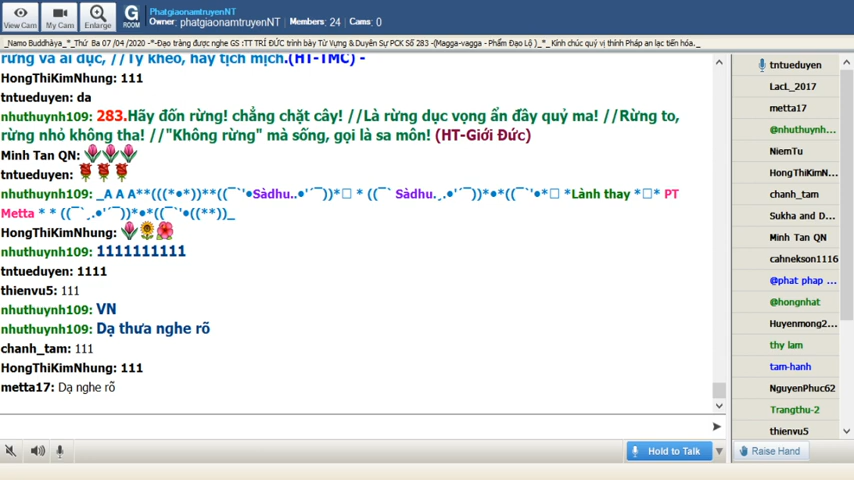 View Cam
My Cam
Enlarge
G
ROOM
PhatgiaonamtruyenNT
Owner: phatgiaonamtruyenNT | Members: 24 | Cams: 0
_Namo Buddhàya_*_Thứ Ba 07 /04 /2020 -*-Đạo tràng được nghe GS :TT TRÍ ĐỨC trình bày Từ Vựng &Duyên Sự PCK Số 283 -(Magga-vagga - Phẩm Đạo Lộ )_*_ Kính chúc quý vị thính Pháp an lạc tiến hóa._
rừng và ái dục, //Tỳ kheo, hãy tịch mịch.(HT-TMC) -
HongThiKimNhung: 111
tntueduyen: da
nhuthuynh109: 283.Hãy đốn rừng! chẳng chặt cây! //Là rừng dục vọng ẩn đầy quỷ ma! //Rừng to,
rừng nhỏ không tha! //"Không rừng" mà sống, gọi là sa môn! (HT-Giới Đức)
Minh Tan QN:
tntueduyen:
nhuthuynh109: _A A A**(((*•*))**((¯`'•Sàdhu..•'´¯))*□ * ((¯` Sàdhu.¸.•'´¯))*•*((¯`'•*□ *Lành thay *□* PT
Metta * * ((¯`¸.•'´¯))*•*((¯`'•((**))_
HongThiKimNhung:
nhuthuynh109: 1111111111
tntueduyen: 1111
thienvu5: 111
nhuthuynh109: VN
nhuthuynh109: Dạ thưa nghe rõ
chanh_tam: 111
HongThiKimNhung: 111
metta17: Dạ nghe rõ
Hold to Talk
tntueduyen
LacL_2017
metta17
@nhuthuynh...
NiemTu
HongThiKimN...
chanh_tam
Sukha and D...
Minh Tan QN
cahnekson1116
@phat phap ...
@hongnhat
Huyenmong2...
thy lam
tam-hanh
NguyenPhuc62
Trangthu-2
thienvu5
Raise Hand